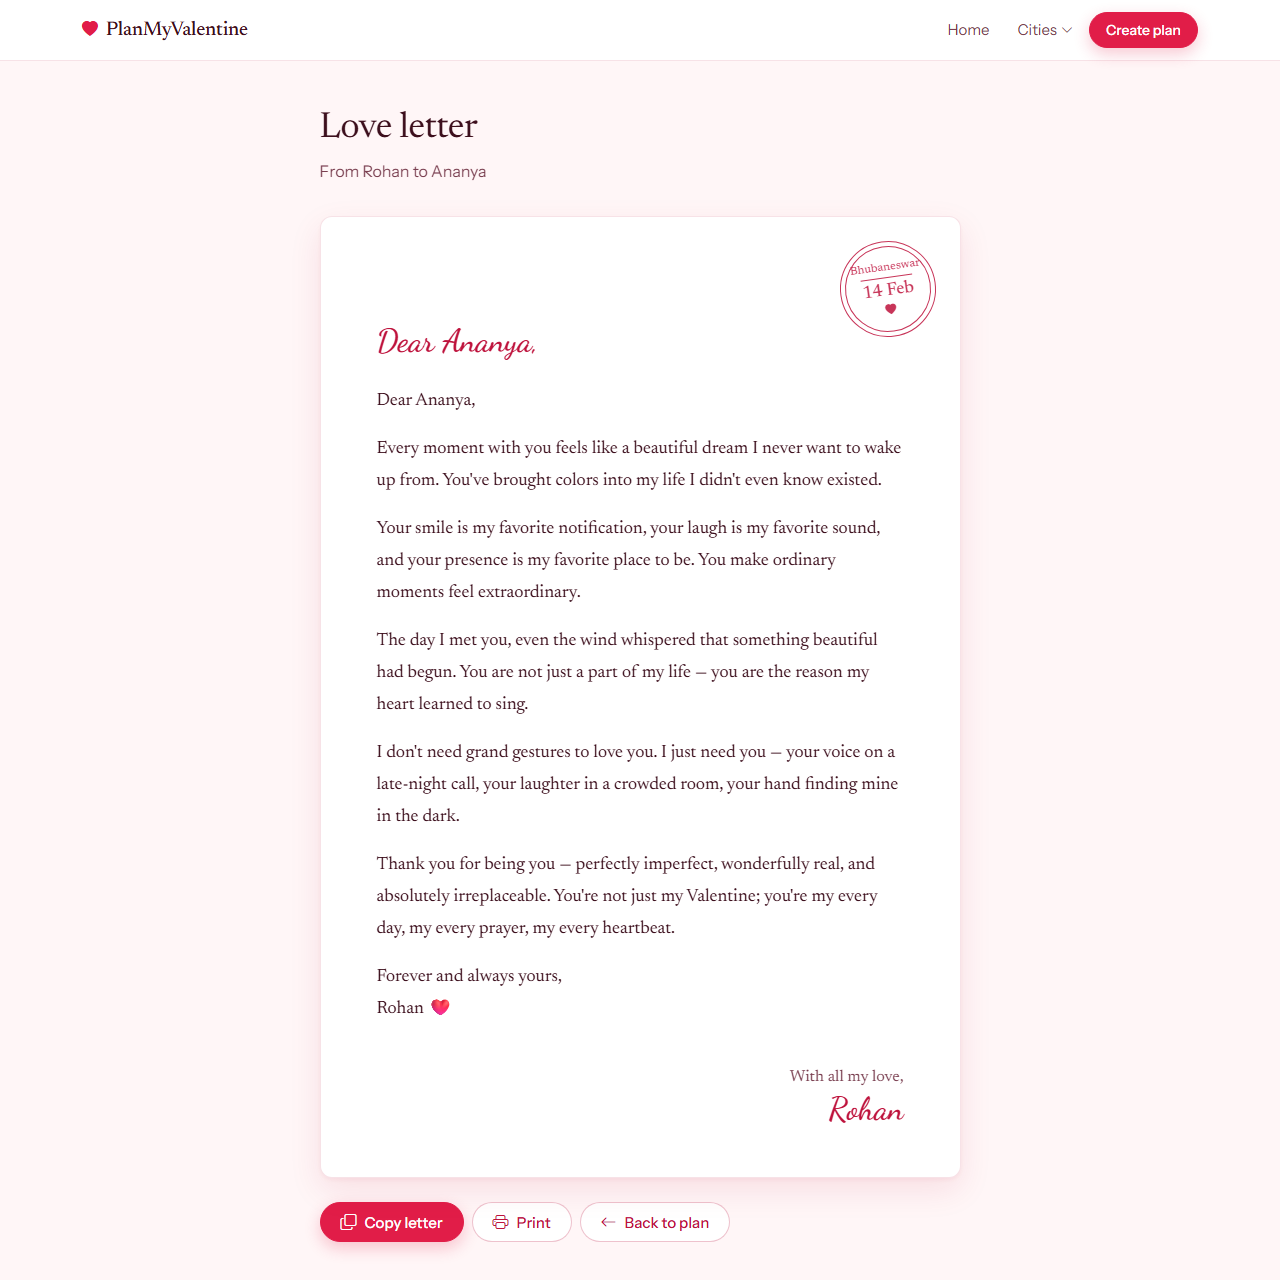 PlanMyValentine
Home
Cities
Create plan
Love letter
From Rohan to Ananya
Bhubaneswar
14 Feb
Dear Ananya,
Dear Ananya,
Every moment with you feels like a beautiful dream I never want to wake
up from. You've brought colors into my life I didn't even know existed.
Your smile is my favorite notification, your laugh is my favorite sound,
and your presence is my favorite place to be. You make ordinary
moments feel extraordinary.
The day I met you, even the wind whispered that something beautiful
had begun. You are not just a part of my life — you are the reason my
heart learned to sing.
I don't need grand gestures to love you. I just need you — your voice on a
late-night call, your laughter in a crowded room, your hand finding mine
in the dark.
Thank you for being you — perfectly imperfect, wonderfully real, and
absolutely irreplaceable. You're not just my Valentine; you're my every
day, my every prayer, my every heartbeat.
Forever and always yours,
Rohan ❤️
With all my love,
Rohan
Copy letter
Print
Back to plan